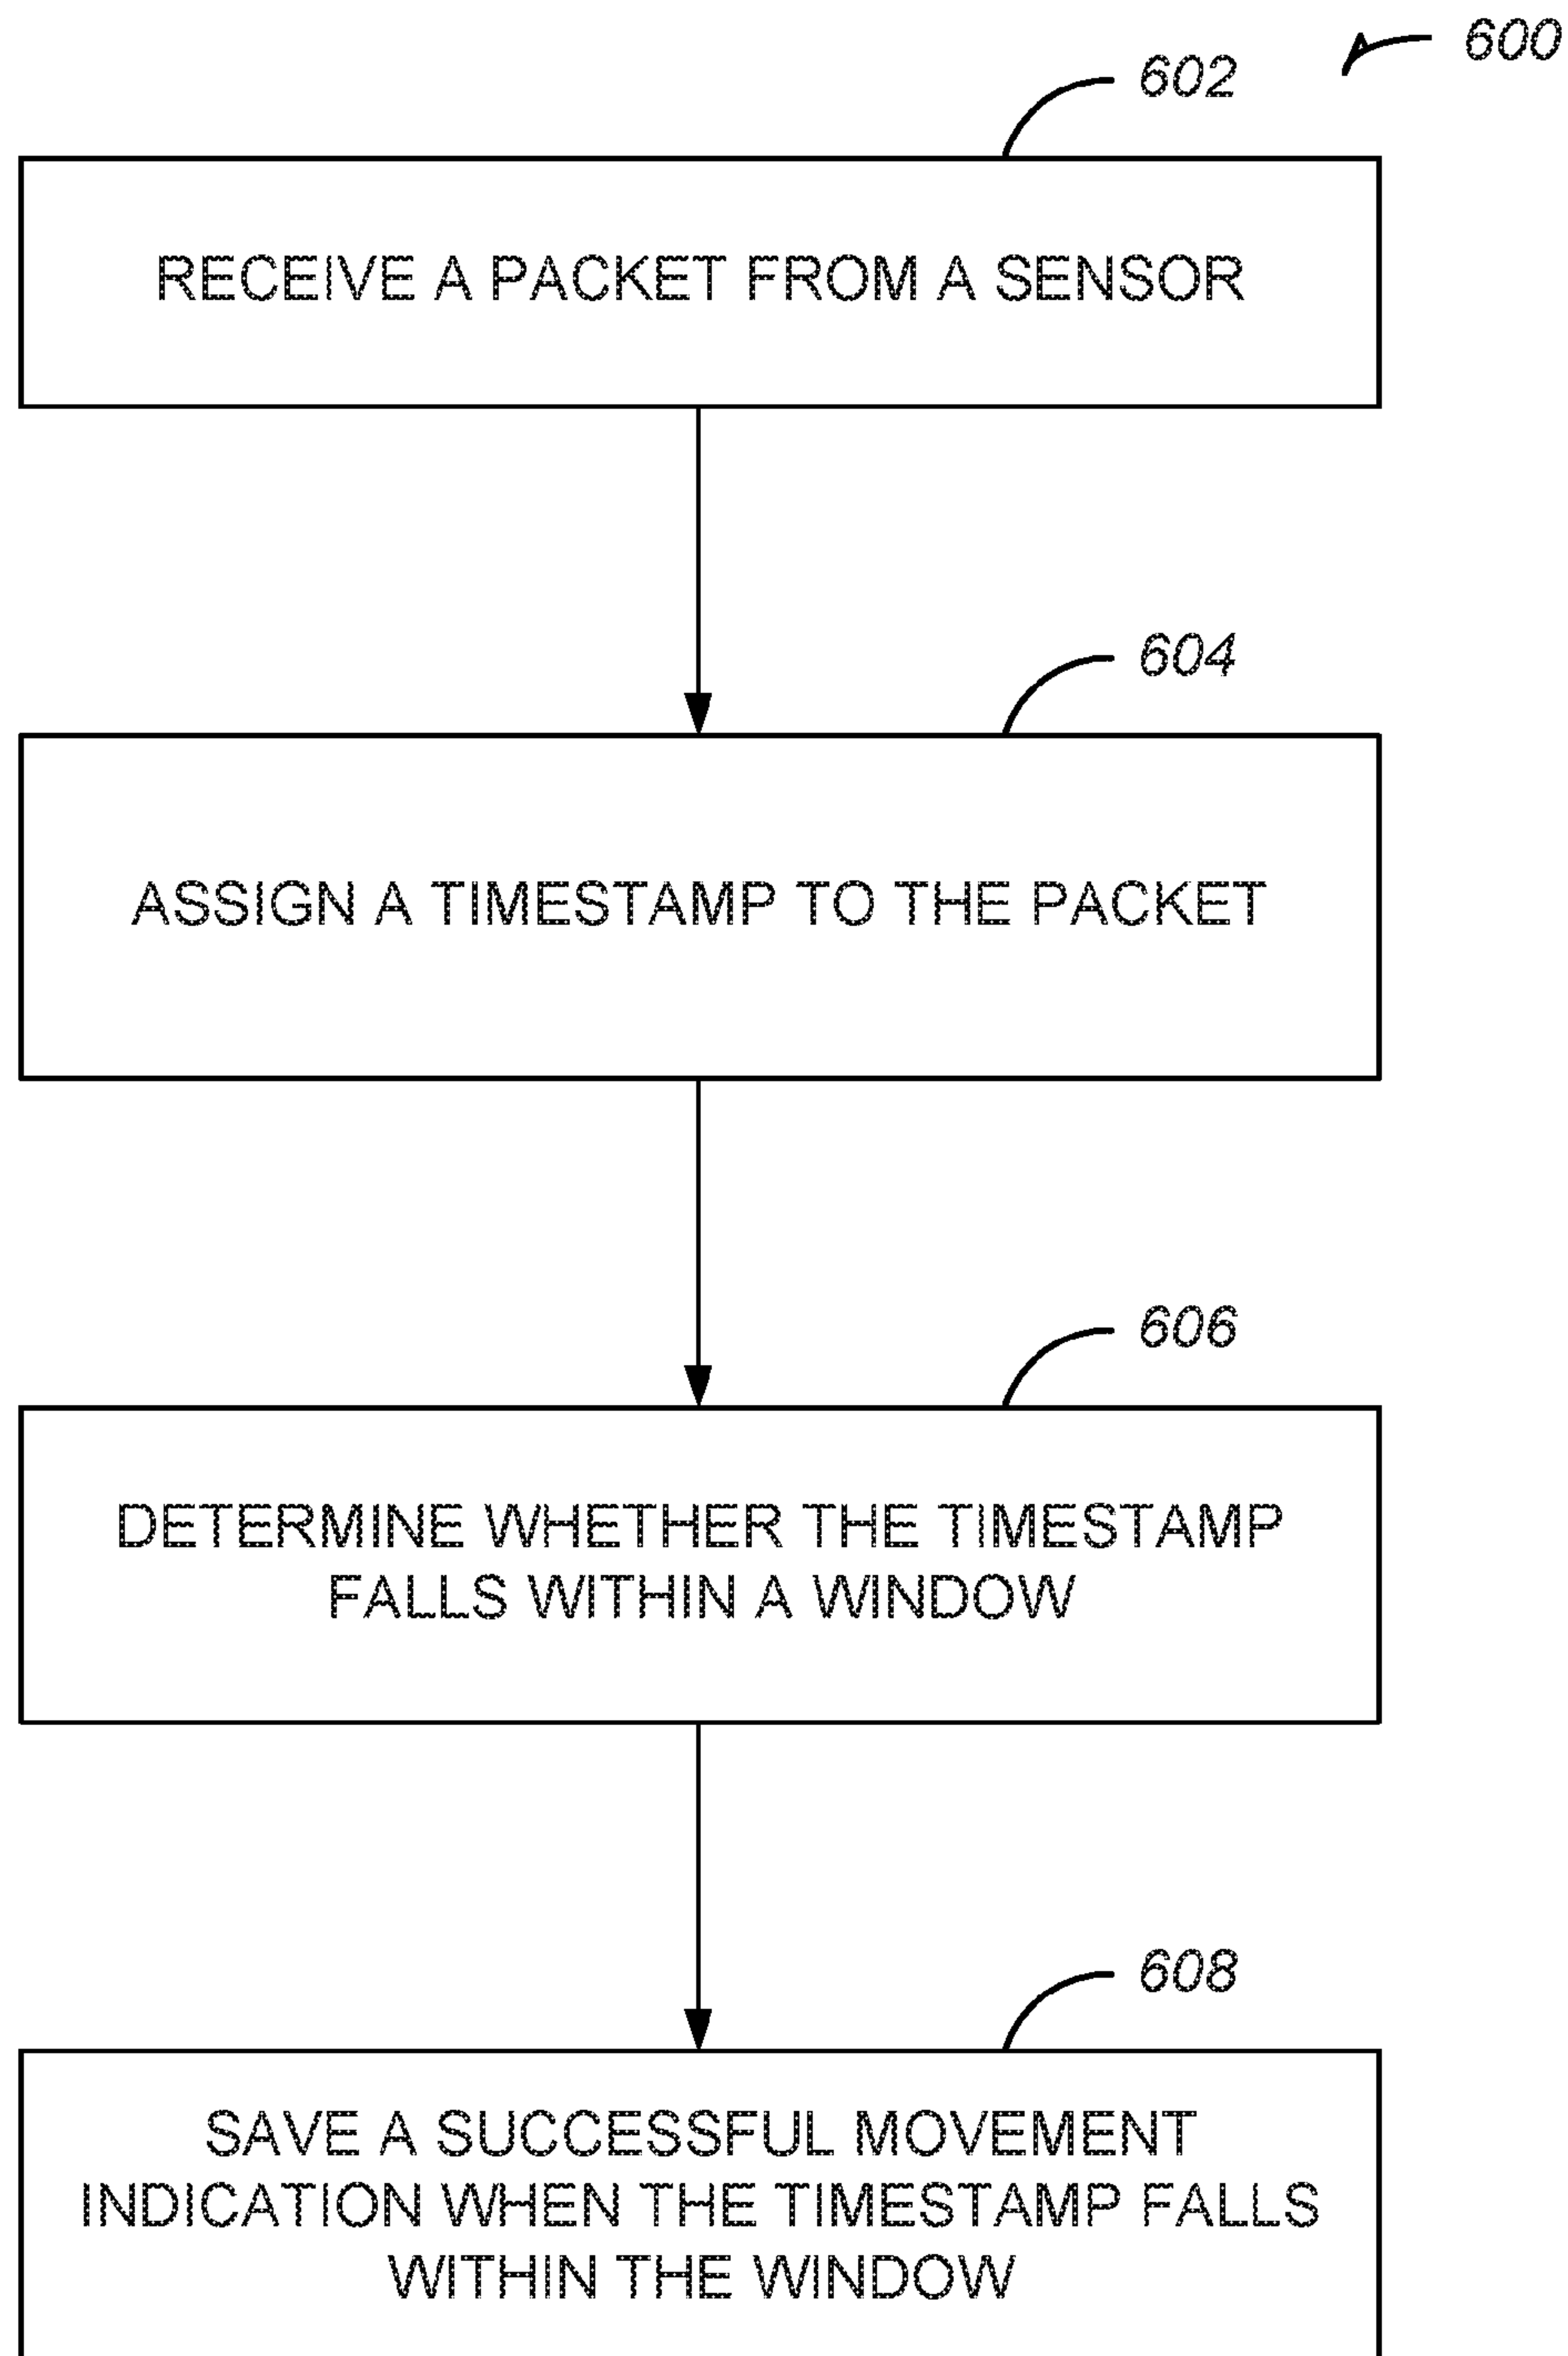 600
602
RECEIVE A PACKET FROM A SENSOR
604
ASSIGN A TIMESTAMP TO THE PACKET
606
DETERMINE WHETHER THE TIMESTAMP
FALLS WITHIN A WINDOW
608
SAVE A SUCCESSFUL MOVEMENT
INDICATION WHEN THE TIMESTAMP FALLS
WITHIN THE WINDOW